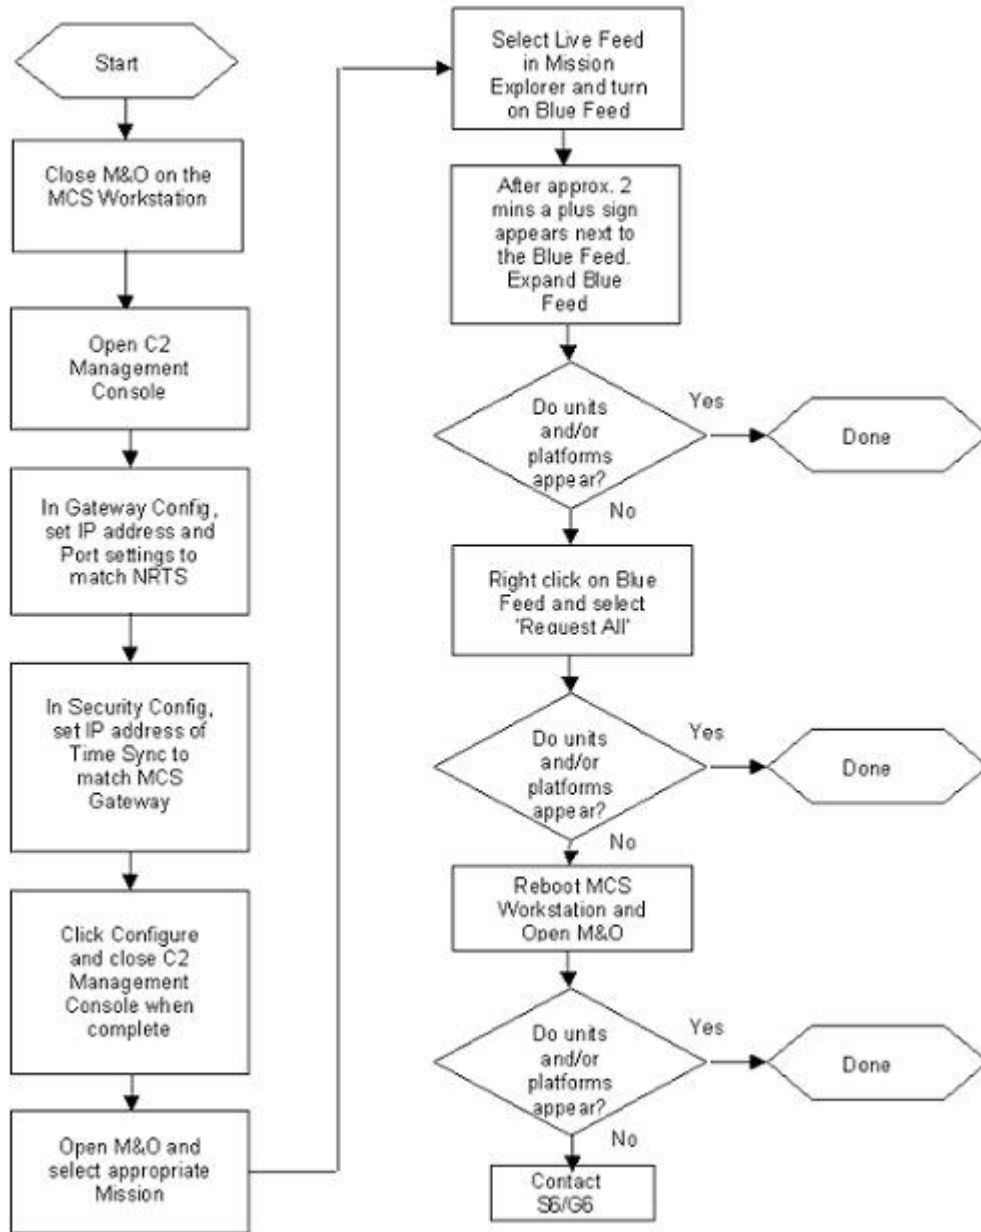 Start
Close M&O on the
MCS Workstation
Open C2
Management
Console
In Gateway Config,
set IP address and
Port settings to
match NRTS
In Security Config,
set IP address of
Time Sync to
match MCS
Gateway
Click Configure
and close C2
Management
Console when
complete
Open M&O and
select appropriate
Mission
Select Live Feed
in Mission
Explorer and turn
on Blue Feed
After approx. 2
mins a plus sign
appears next to
the Blue Feed.
Expand Blue
Feed
Do units
and/or
platforms
appear?
Yes
Done
No
Right click on Blue
Feed and select
'Request All'
Do units
and/or
platforms
appear?
Yes
Done
No
Reboot MCS
Workstation and
Open M&O
Do units
and/or
platforms
appear?
Yes
Done
No
Contact
S6/G6